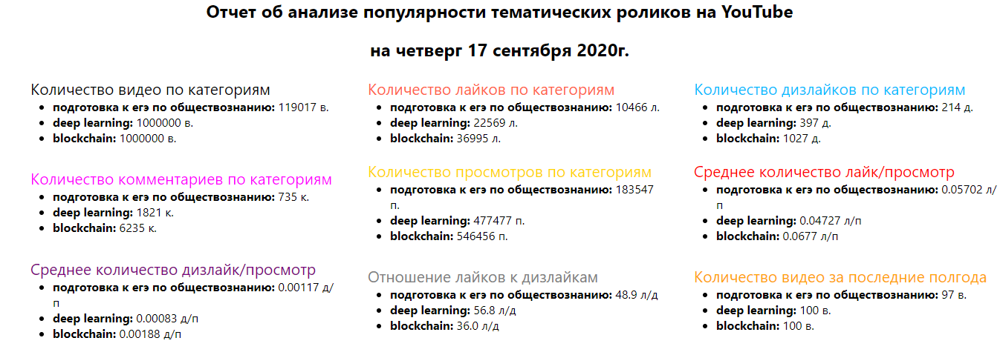 Отчет об анализе популярности тематических роликов на YouTube
на четверг 17 сентября 2020г.
Количество видео по категориям
подготовка к егэ по обществознанию: 119017 в.
deep learning: 1000000 в.
blockchain: 1000000 в.
Количество лайков по категориям
подготовка к егэ по обществознанию: 10466 л.
deep learning: 22569 л.
blockchain: 36995 л.
Количество дизлайков по категориям
подготовка к егэ по обществознанию: 214 д.
deep learning: 397 д.
blockchain: 1027 д.
Количество комментариев по категориям
подготовка к егэ по обществознанию: 735 к.
deep learning: 1821 к.
blockchain: 6235 к.
Количество просмотров по категориям
подготовка к егэ по обществознанию: 183547
п.
deep learning: 477477 п.
blockchain: 546456 п.
Среднее количество лайк/просмотр
подготовка к егэ по обществознанию: 0.05702 л/
п
deep learning: 0.04727 л/п
blockchain: 0.0677 л/п
Среднее количество дизлайк/просмотр
подготовка к егэ по обществознанию: 0.00117 д/
п
deep learning: 0.00083 д/п
blockchain: 0.00188 д/п
Отношение лайков к дизлайкам
подготовка к егэ по обществознанию: 48.9 л/д
deep learning: 56.8 л/д
blockchain: 36.0 л/д
Количество видео за последние полгода
подготовка к егэ по обществознанию: 97 в.
deep learning: 100 в.
blockchain: 100 в.